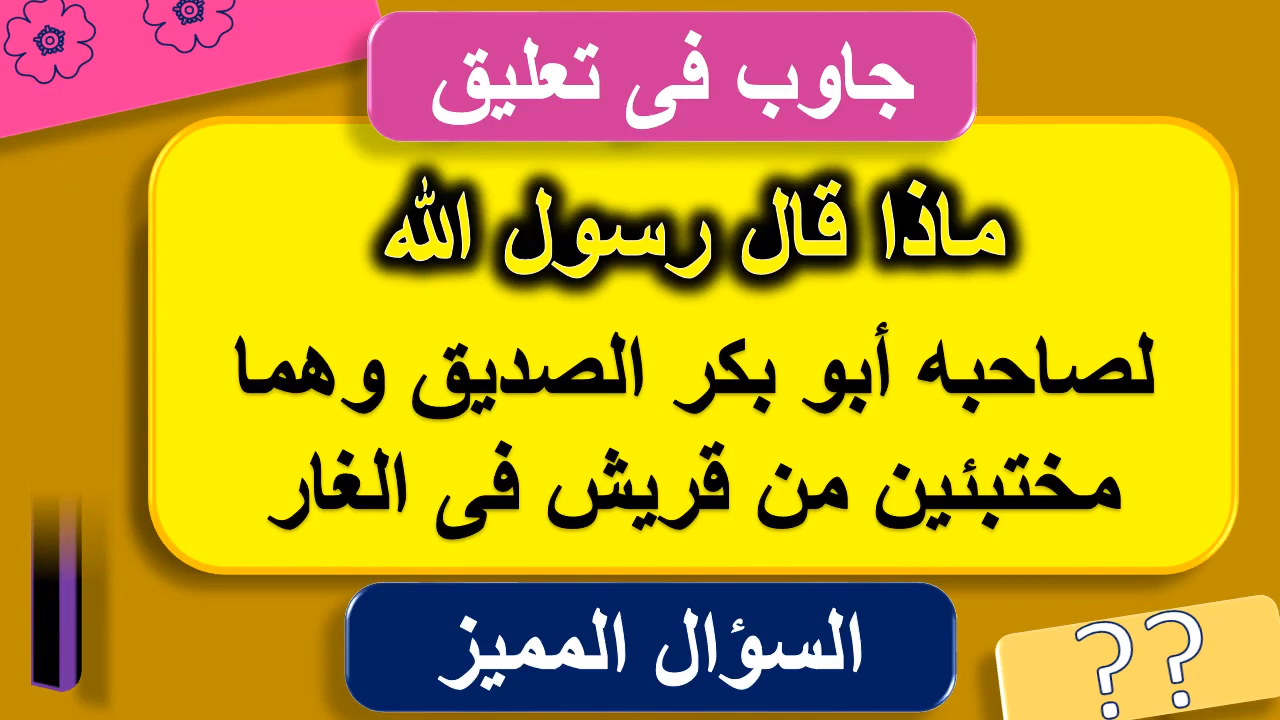 جاوب فى تعليق
ماذا قال رسول الله
لصاحبه أبو بكر الصديق وهما
مختبئين من قريش فى الغار
السؤال المميز
??